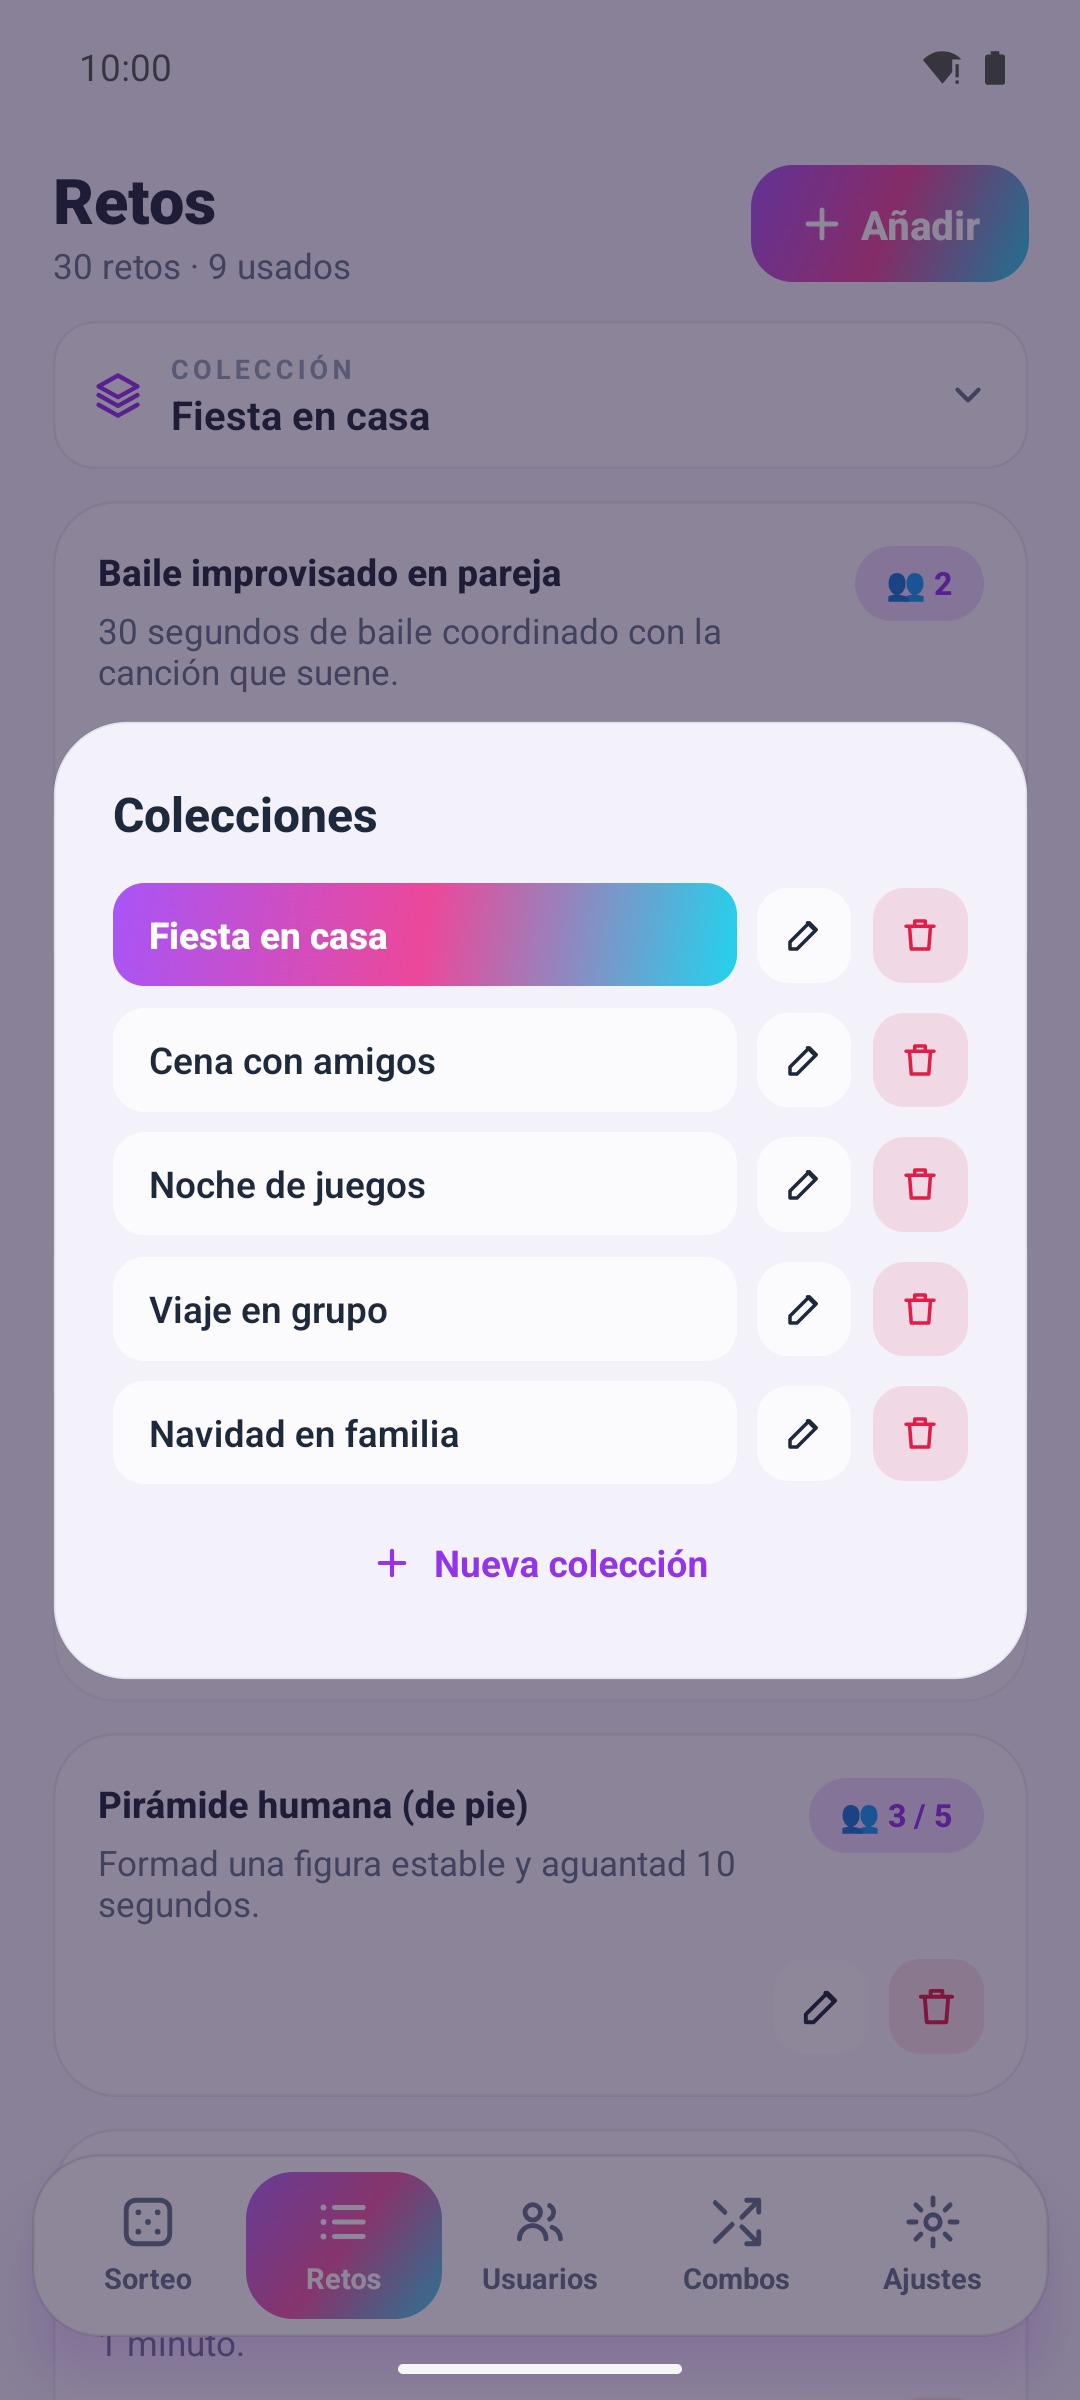 10:00
Retos
30 retos · 9 usados
Añadir
COLECCIÓN
Fiesta en casa
Baile improvisado en pareja
2
30 segundos de baile coordinado con la
canción que suene.
Colecciones
Fiesta en casa
Cena con amigos
Noche de juegos
Viaje en grupo
Navidad en familia
Nueva colección
Pirámide humana (de pie)
3 / 5
Formad una figura estable y aguantad 10
segundos.
Sorteo
Retos
Usuarios
Combos
Ajustes
1 minuto.